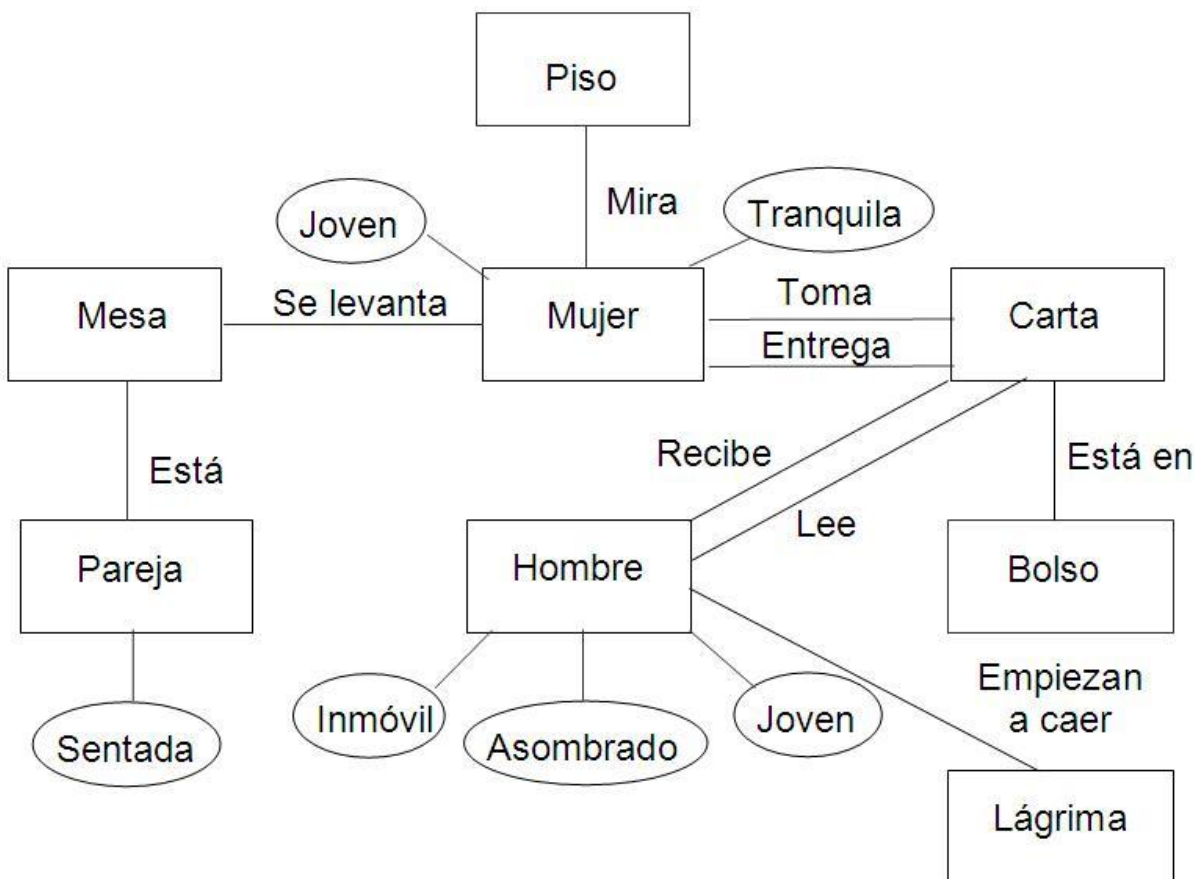 Piso
Mira
Joven
Tranquila
Mesa
Se levanta
Mujer
Toma
Entrega
Carta
Está
Recibe
Lee
Está en
Pareja
Hombre
Bolso
Sentada
Inmóvil
Asombrado
Joven
Empiezan
a caer
Lágrima